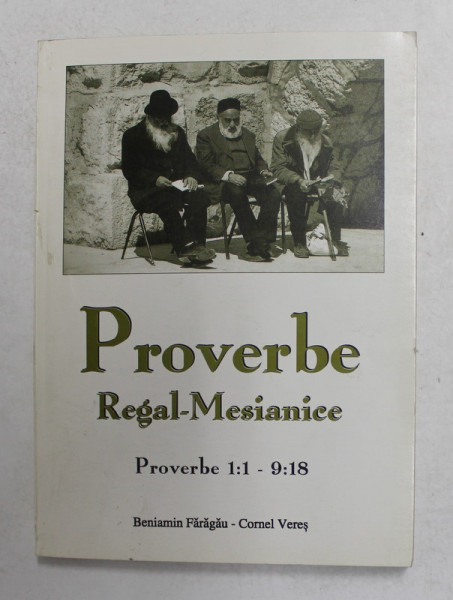 Proverbe
Regal-Mesianice
Proverbe 1:1 - 9:18
Beniamin Fărăgău - Cornel Vereș